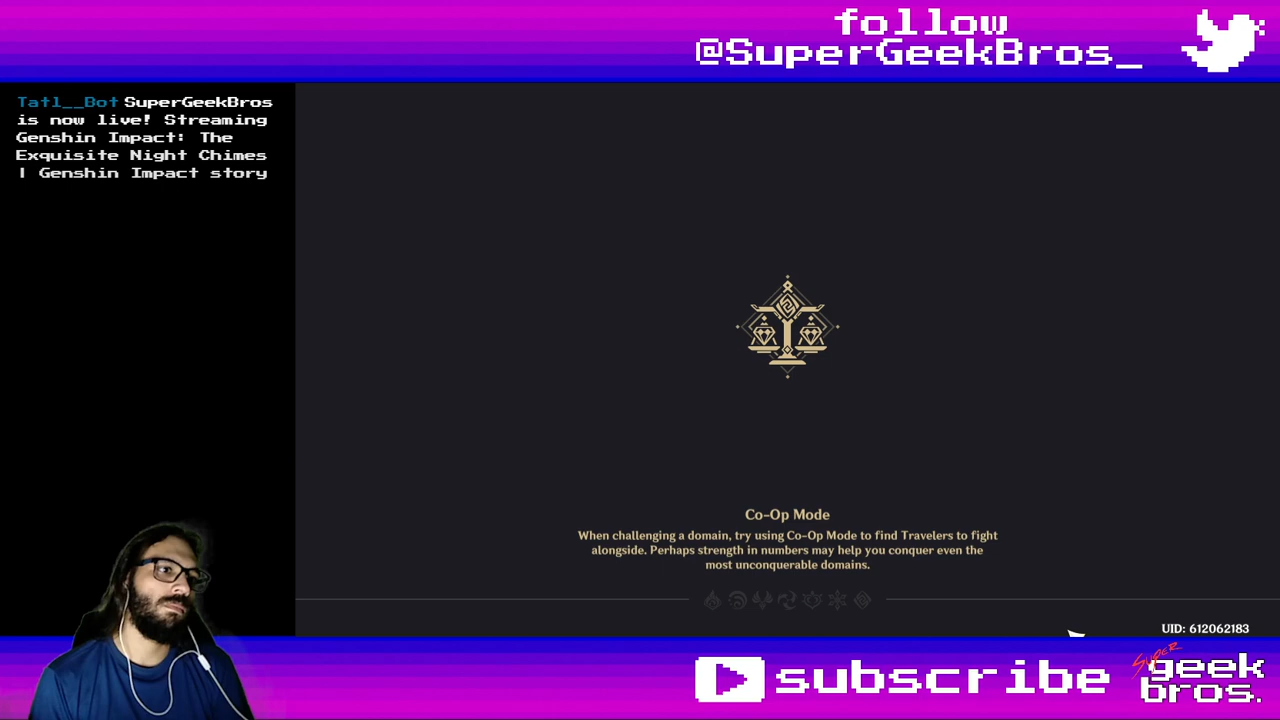 follow
@SuperGeekBros_
Tatl__Bot SuperGeekBros
is now live! Streaming
Genshin Impact: The
Exquisite Night Chimes
| Genshin Impact story
Co-Op Mode
When challenging a domain, try using Co-Op Mode to find Travelers to fight
alongside. Perhaps strength in numbers may help you conquer even the
most unconquerable domains.
UID: 612062183
subscribe
SUPER
geek
bros.